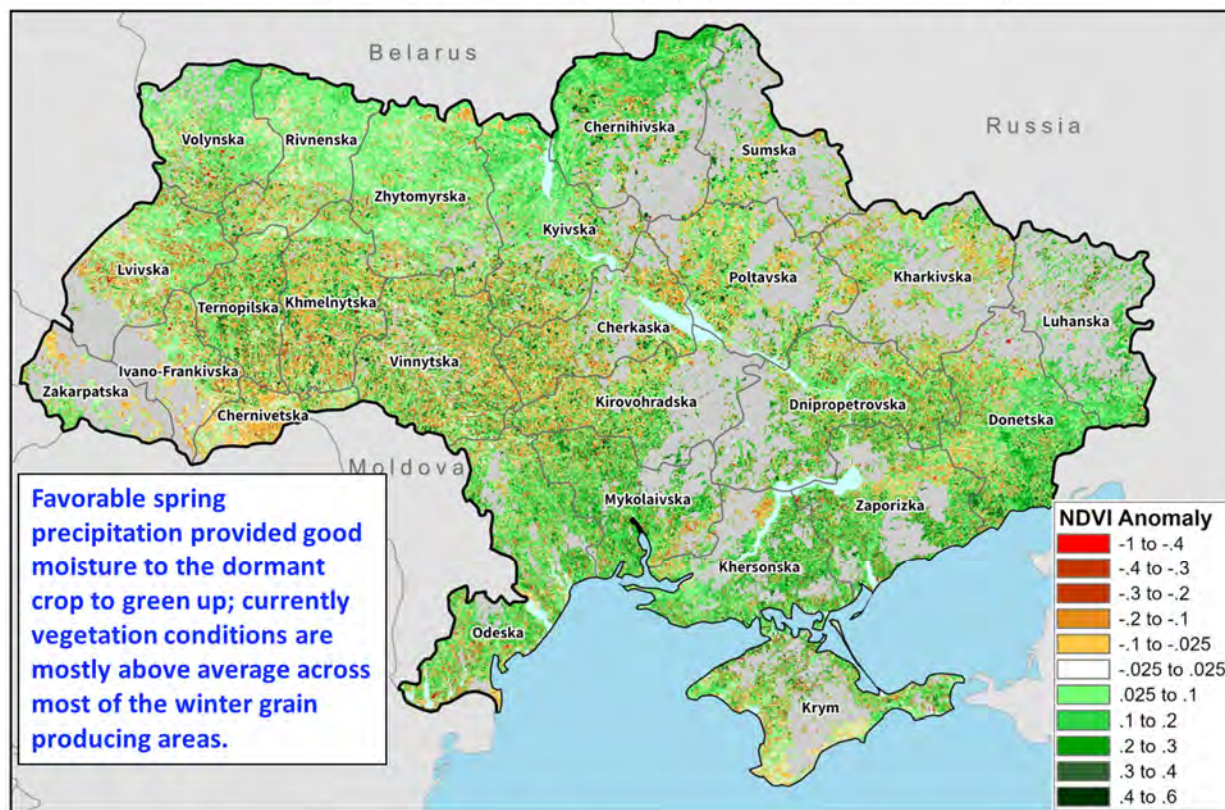 Belarus
Russia
Chernihivska
Sumska
Volynska
Rivnenska
Zhytomyrska
Kyivska
Lvivska
Poltavska
Kharkivska
Ternopilska
Khmelnytska
Cherkaska
Luhanska
Vinnytska
Ivano-Frankivska
Zakarpatska
Chernivetska
Kirovohradska
Dnipropetrovska
Donetska
Moldova
Mykolaivska
Zaporizka
Khersonska
Odeska
Krym
Favorable spring
precipitation provided good
moisture to the dormant
crop to green up; currently
vegetation conditions are
mostly above average across
most of the winter grain
producing areas.
NDVI Anomaly
-1 to -.4
-.4 to -.3
-.3 to -.2
-.2 to -.1
-.1 to -.025
-.025 to .025
.025 to .1
.1 to .2
.2 to .3
.3 to .4
.4 to .6